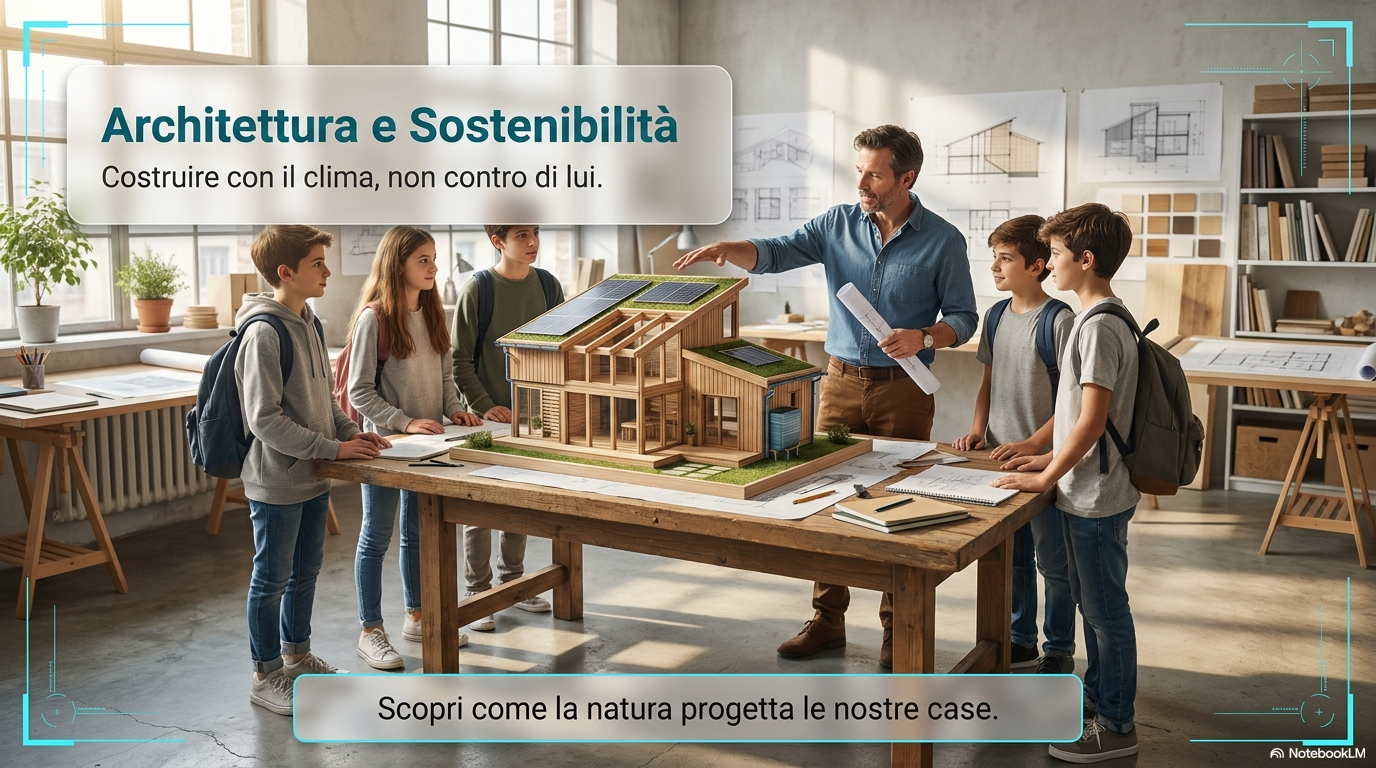 Architettura e Sostenibilità
Costruire con il clima, non contro di lui.
Scopri come la natura progetta le nostre case.
NotebookLM